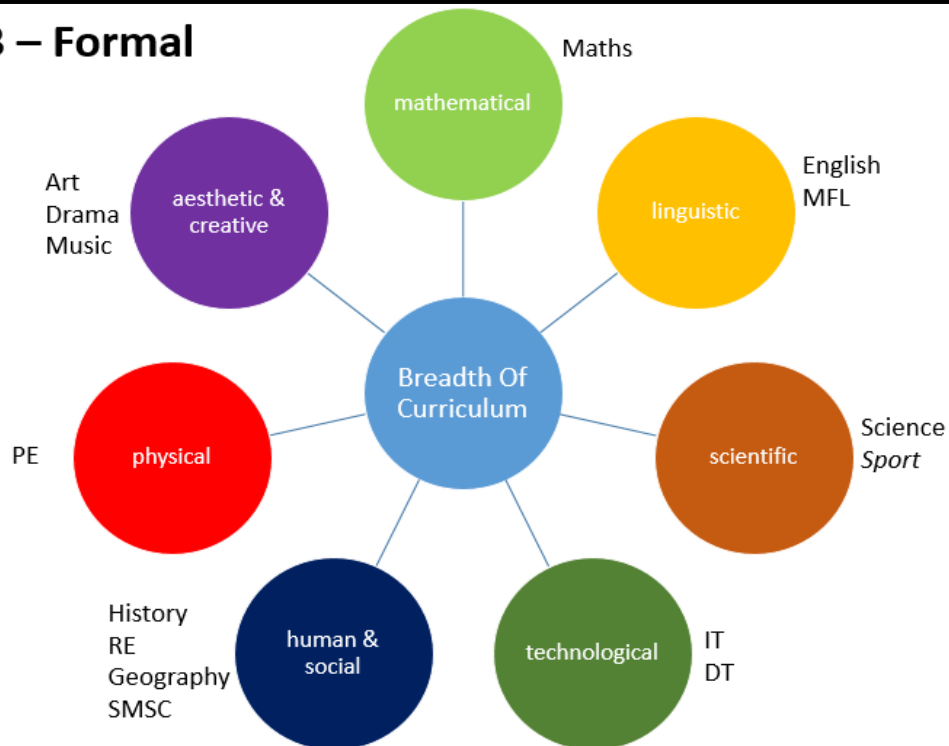 3 – Formal
Maths
mathematical
English
MFL
linguistic
Art
Drama
Music
aesthetic &
creative
Breadth Of
Curriculum
Science
Sport
scientific
PE
physical
History
RE
Geography
SMSC
human &
social
technological
IT
DT